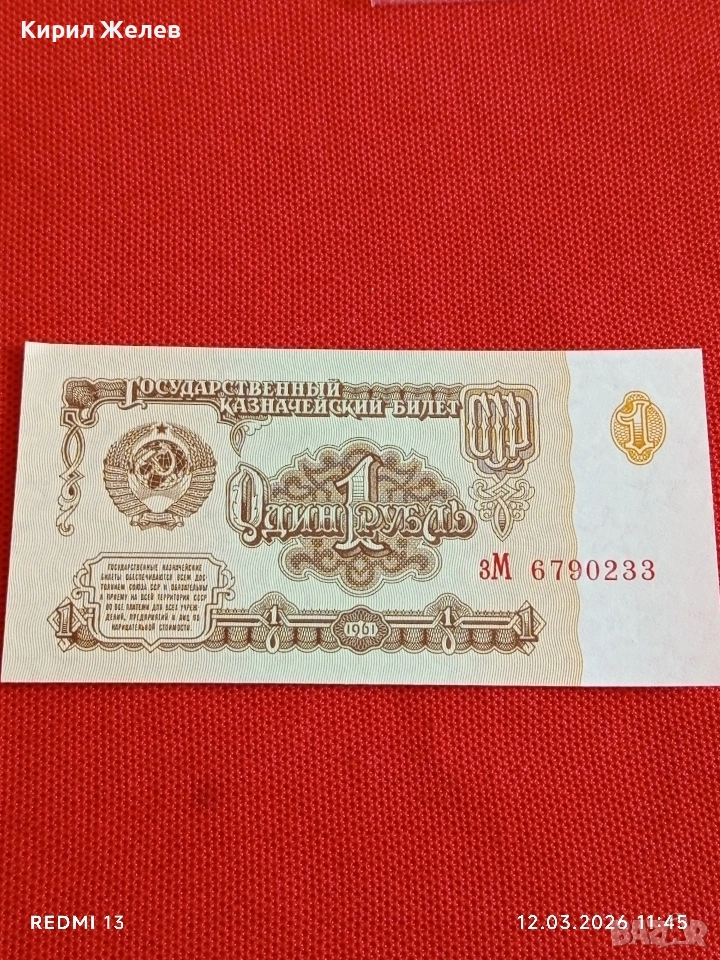 Кирил Желев
ГОСУДАРСТВЕННЫЙ
КАЗНАЧЕЙСКИЙ БИЛЕТ
СССР
1
ОДИН 1 РУБЛЬ
зМ 6790233
ГОСУДАРСТВЕННЫЕ КАЗНАЧЕЙСКИЕ
БИЛЕТЫ ОБЕСПЕЧИВАЮТСЯ ВСЕМ ДОС-
ТОЯНИЕМ СОЮЗА ССР И ОБЯЗАТЕЛЬНЫ
К ПРИЕМУ НА ВСЕЙ ТЕРРИТОРИИ СССР
ВО ВСЕ ПЛАТЕЖИ ДЛЯ ВСЕХ УЧРЕЖ-
ДЕНИЙ, ПРЕДПРИЯТИЙ И ЛИЦ ПО
НАРИЦАТЕЛЬНОЙ СТОИМОСТИ.
1 1 1961 1 1
REDMI 13
12.03.2026 11:45
BAZAR